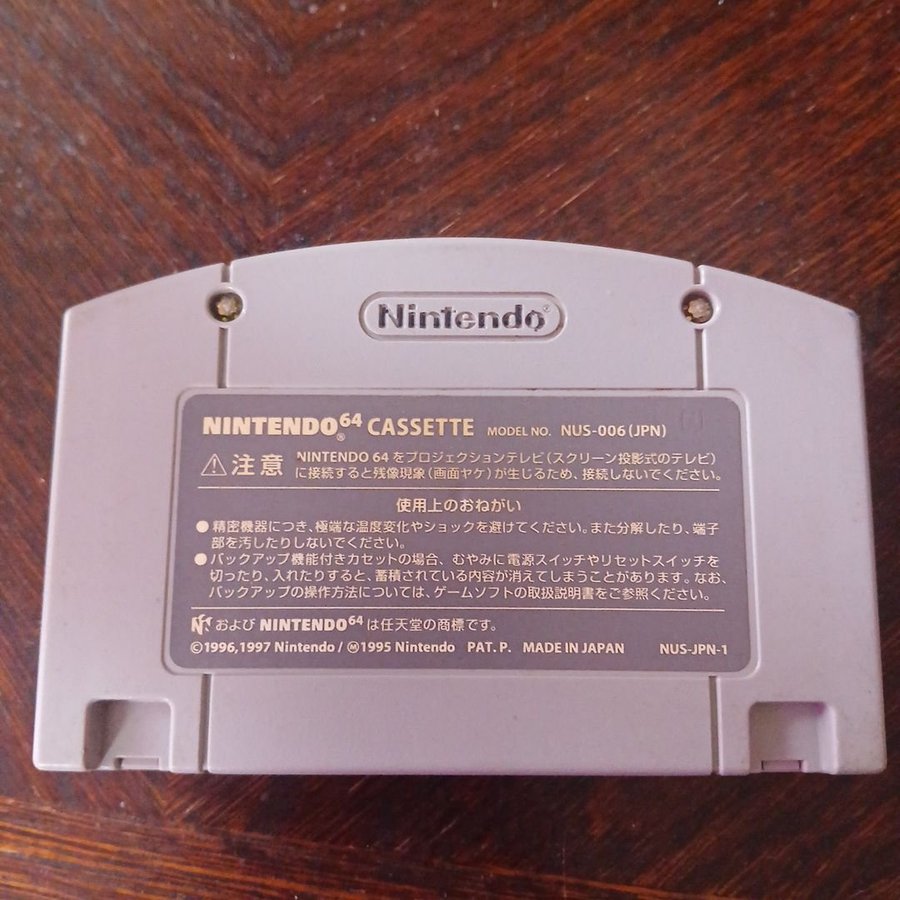 Nintendo®
NINTENDO64® CASSETTE MODEL NO. NUS-006(JPN)
⚠注意 NINTENDO 64をプロジェクションテレビ(スクリーン投影式のテレビ)
に接続すると残像現象(画面ヤケ)が生じるため、接続しないでください。
使用上のおねがい
●精密機器につき、極端な温度変化やショックを避けてください。また分解したり、端子
部を汚したりしないでください。
●バックアップ機能付きカセットの場合、むやみに電源スイッチやリセットスイッチを
切ったり、入れたりすると、蓄積されている内容が消えてしまうことがあります。なお、
バックアップの操作方法については、ゲームソフトの取扱説明書をご参照ください。
および NINTENDO64は任天堂の商標です。
©1996,1997 Nintendo/Ⓜ1995 Nintendo PAT. P. MADE IN JAPAN NUS-JPN-1